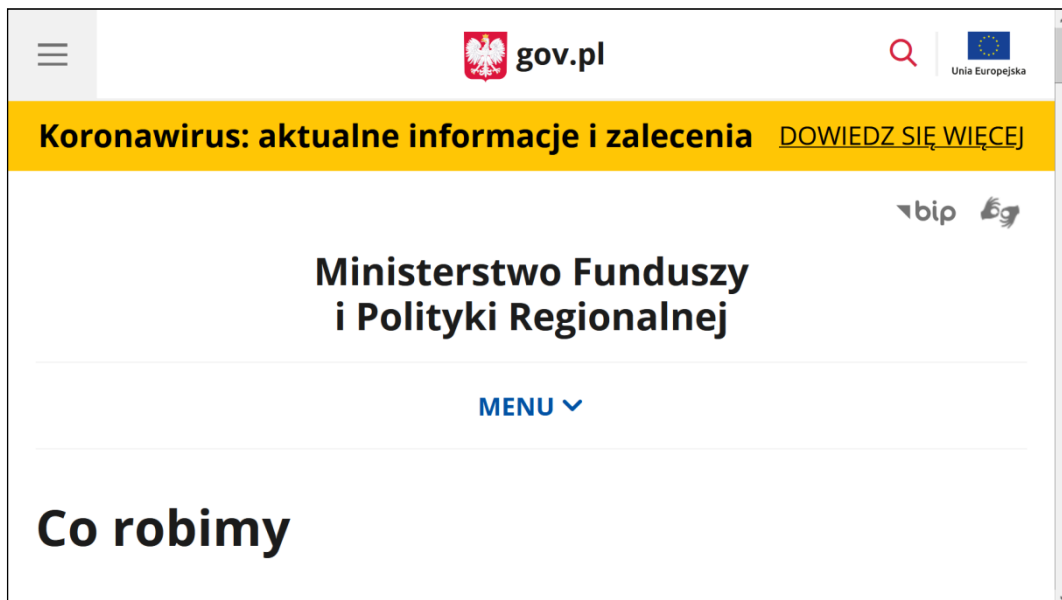 gov.pl
Unia Europejska
Koronawirus: aktualne informacje i zalecenia DOWIEDZ SIĘ WIĘCEJ
bip
Ministerstwo Funduszy
i Polityki Regionalnej
MENU
Co robimy